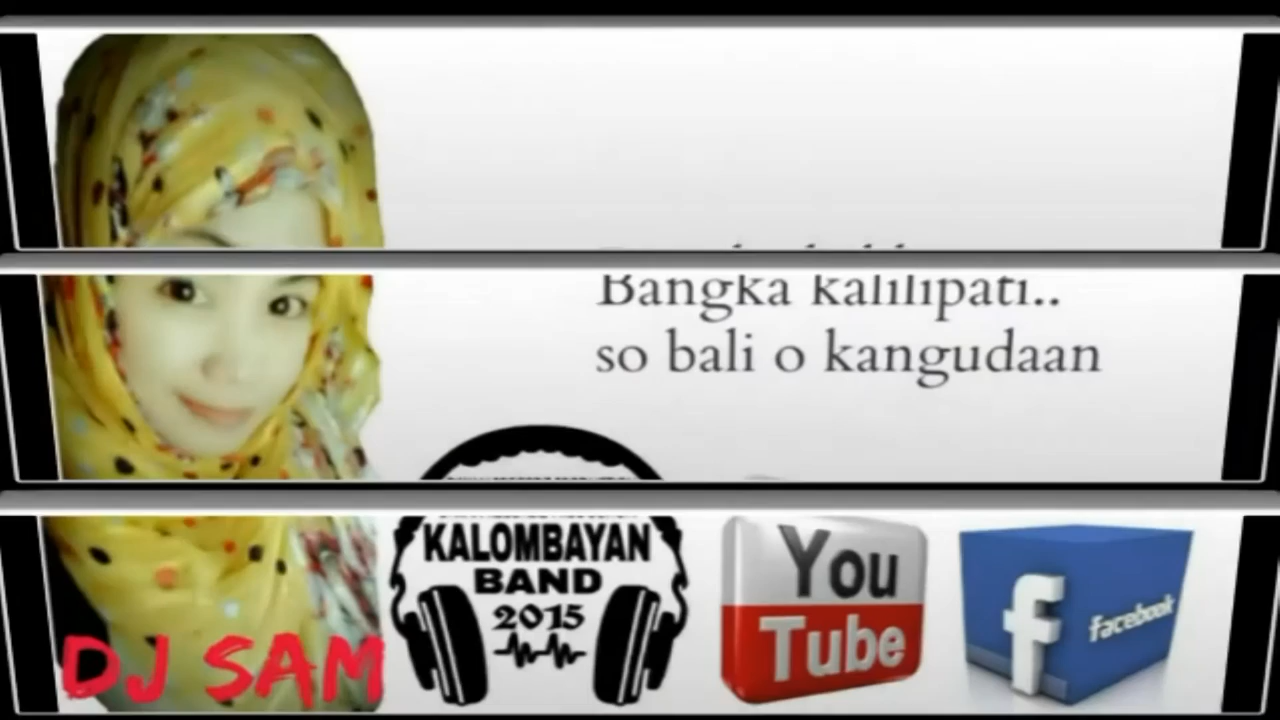 Bangka kalilipati..
so bali o kangudaan
KALOMBAYAN
BAND
2015
You
Tube
f
facebook
DJ SAM